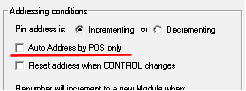 Addressing conditions
Pin address is: Incrementing or Decrementing
Auto Address by POS only
Reset address when CONTROL changes
Renumber will increment to a new Module when: